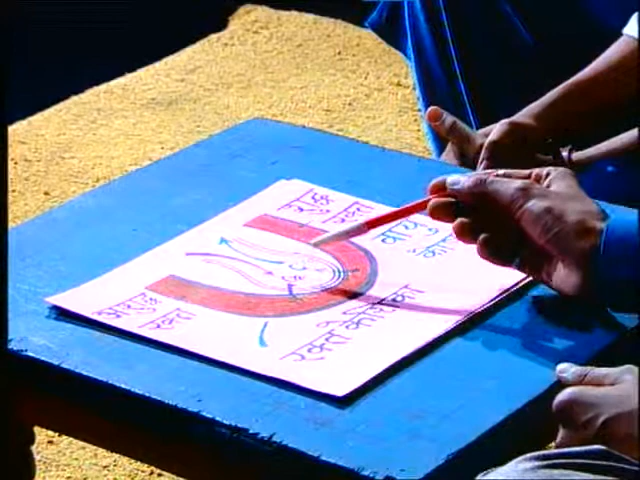 शुद्ध
रक्त
वायु
कोष
अशुद्ध
रक्त
रक्त केशिका